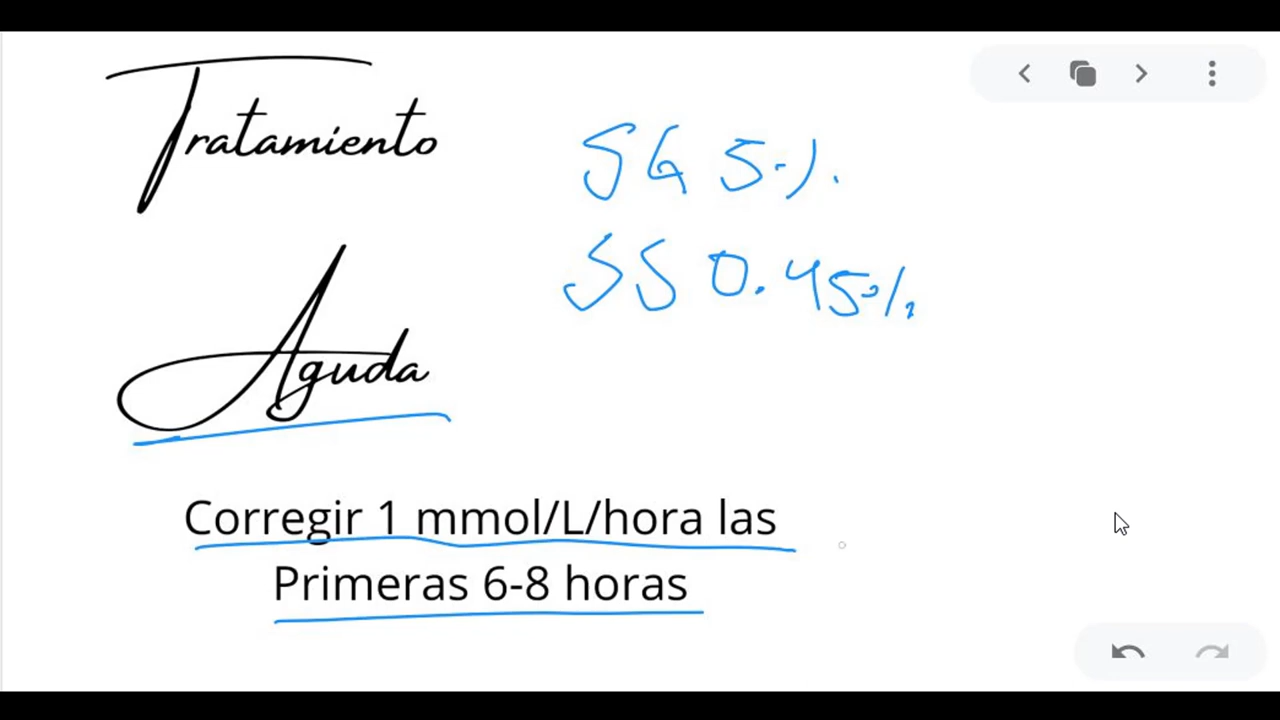 Tratamiento
SG 5%.
SS 0.45%
Aguda
Corregir 1 mmol/L/hora las
Primeras 6-8 horas